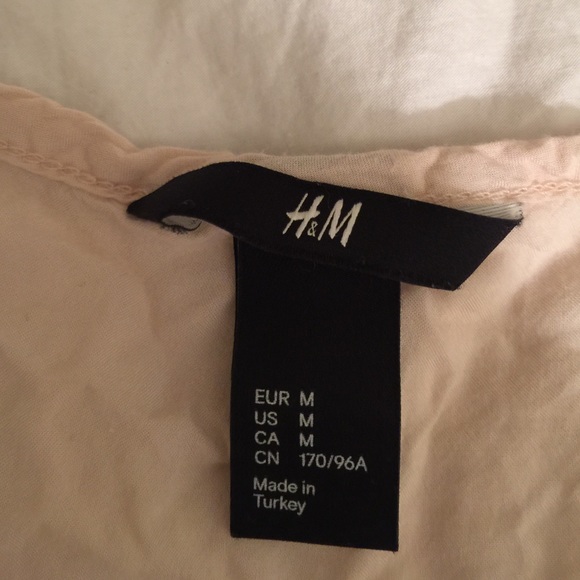 H&M
EUR M
US M
CA M
CN 170/96A
Made in
Turkey